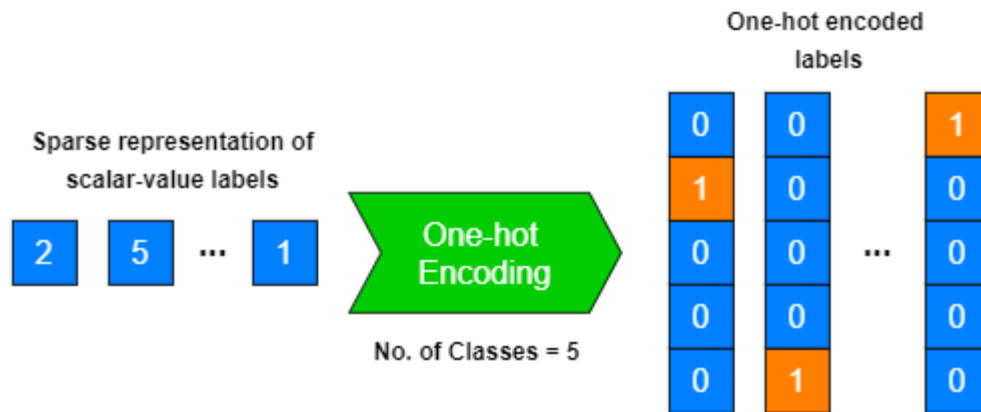 Sparse representation of
scalar-value labels
2 5 ... 1
One-hot
Encoding
No. of Classes = 5
One-hot encoded
labels
0 0 1
1 0 0
0 0 ... 0
0 0 0
0 1 0